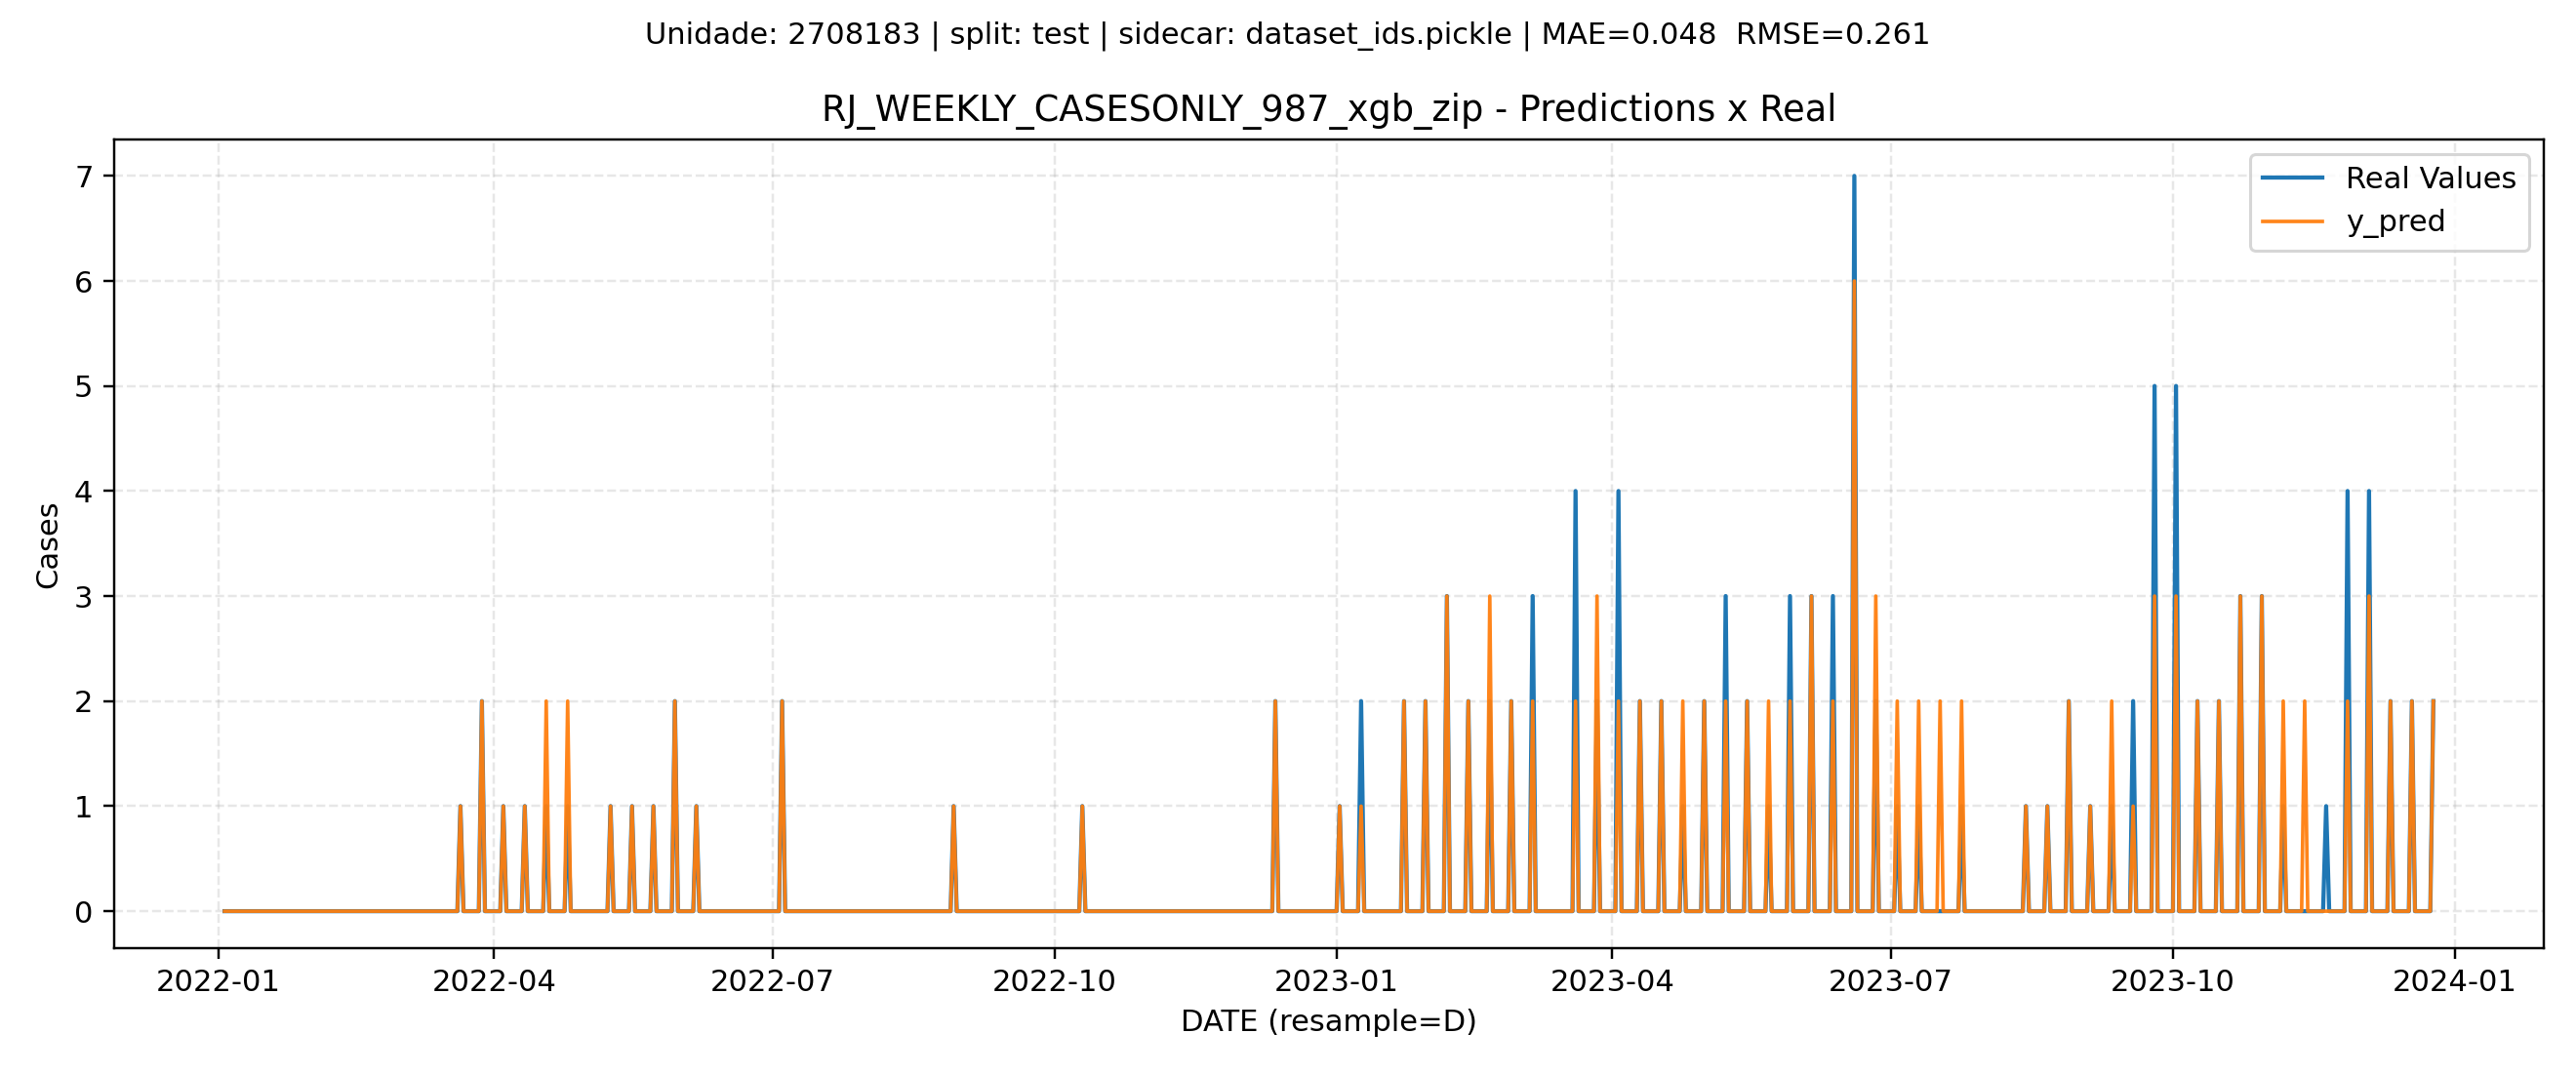 Unidade: 2708183 | split: test | sidecar: dataset_ids.pickle | MAE=0.048  RMSE=0.261
RJ_WEEKLY_CASESONLY_987_xgb_zip - Predictions x Real
Real Values
y_pred
Cases
7
6
5
4
3
2
1
0
2022-01 2022-04 2022-07 2022-10 2023-01 2023-04 2023-07 2023-10 2024-01
DATE (resample=D)